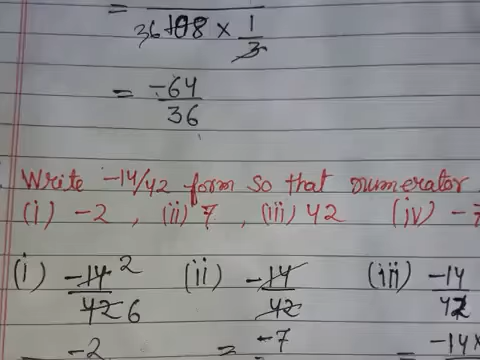 =
36 108 × 1/3
= -64/36
Write -14/42 form so that numerator
(i) -2 , (ii) 7 , (iii) 42 (iv) -7
(i) -14 2/42 6 (ii) -14/42 (iii) -14/42
-2 = -7 = -14×